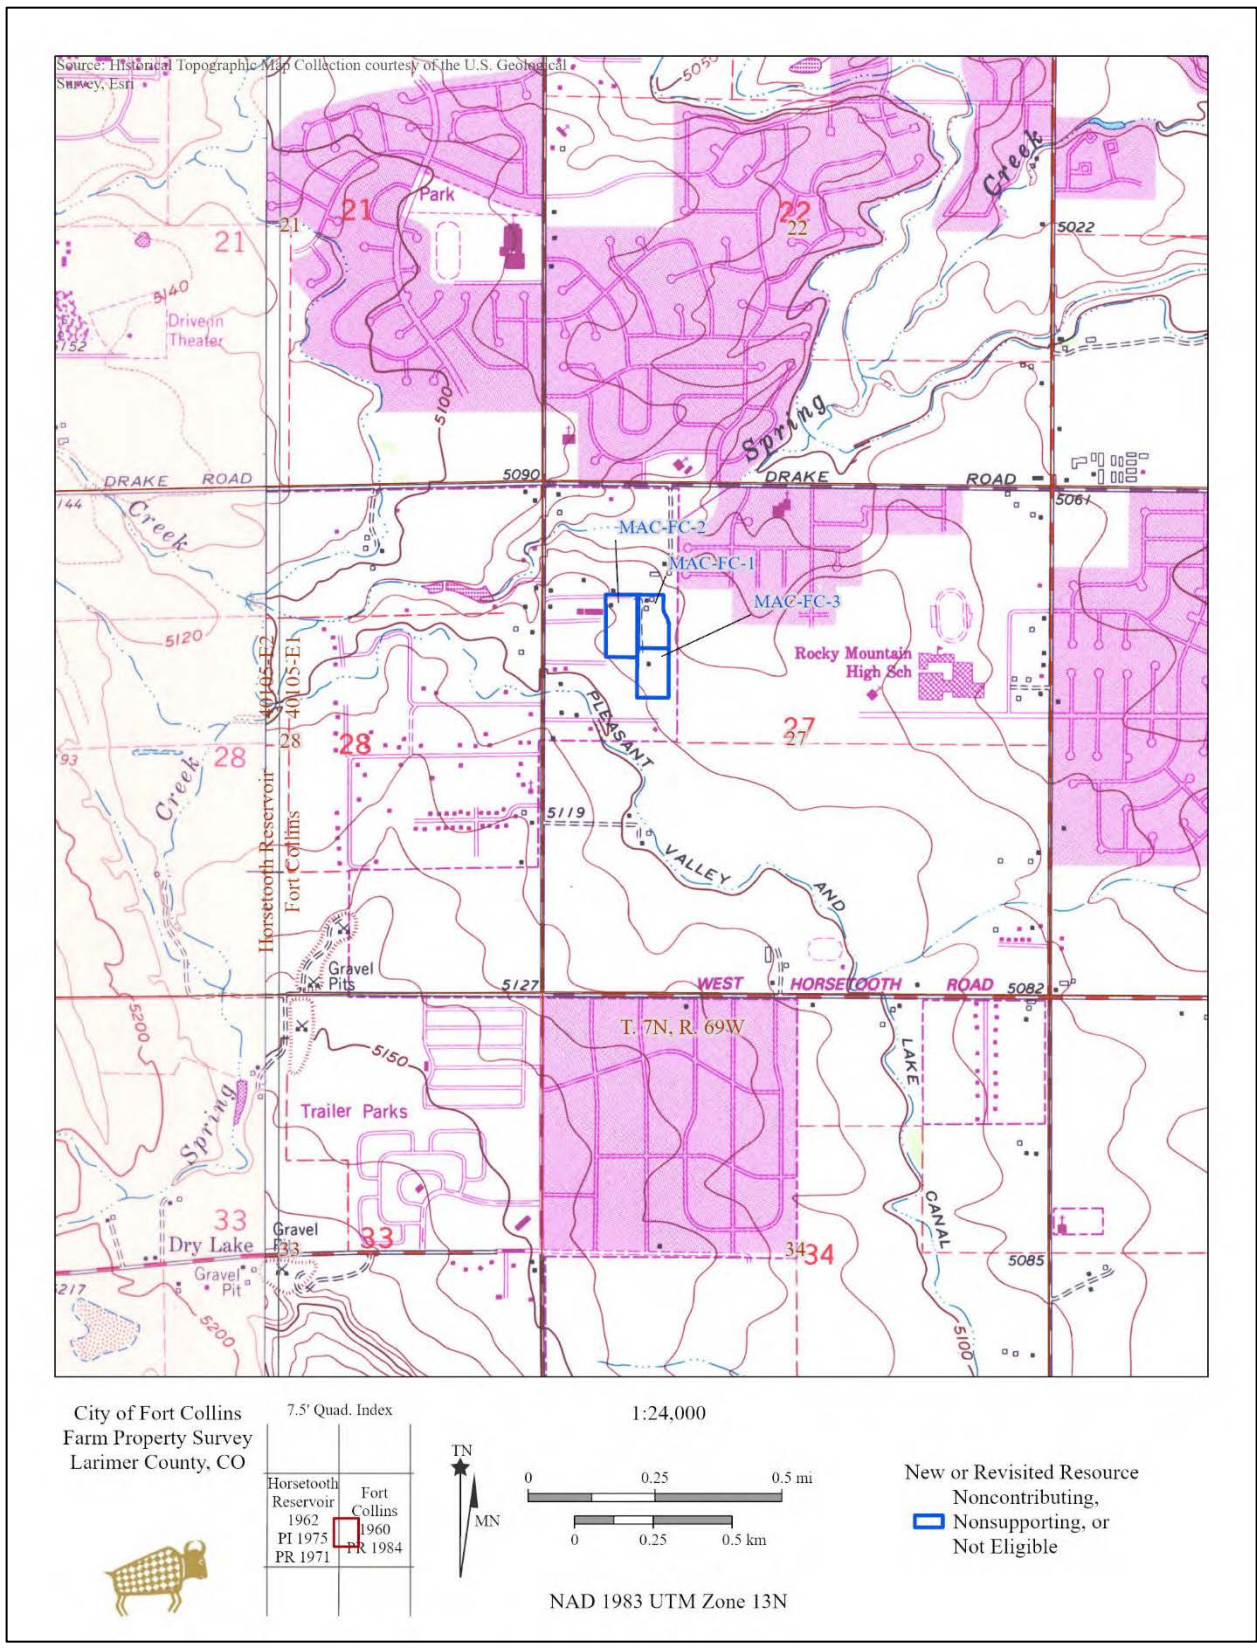 Source: Historical Topographic Map Collection courtesy of the U.S. Geological
Survey, Esri
5055
Creek
Park
21
21
21
22
22
5022
5140
Drive-in
Theater
5152
5100
Spring
DRAKE ROAD
5090
DRAKE ROAD
5061
Creek
MAC-FC-2
MAC-FC-1
MAC-FC-3
5120
40105-E2
40105-E1
Rocky Mountain
High Sch
PLEASANT
28
28
28
27
27
Creek
Horsetooth Reservoir
Fort Collins
5119
VALLEY
AND
Gravel
Pits
5127
WEST HORSETOOTH ROAD
5082
5200
T. 7N, R. 69W
5150
LAKE
Trailer Parks
Spring
CANAL
33
33
33
Gravel
Dry Lake
34
34
5085
Gravel
Pit
5217
5200
5100
City of Fort Collins
Farm Property Survey
Larimer County, CO
7.5' Quad. Index
Horsetooth
Reservoir
1962
PI 1975
PR 1971
Fort
Collins
1960
PR 1984
TN
MN
1:24,000
0 0.25 0.5 mi
0 0.25 0.5 km
NAD 1983 UTM Zone 13N
New or Revisited Resource
Noncontributing,
Nonsupporting, or
Not Eligible